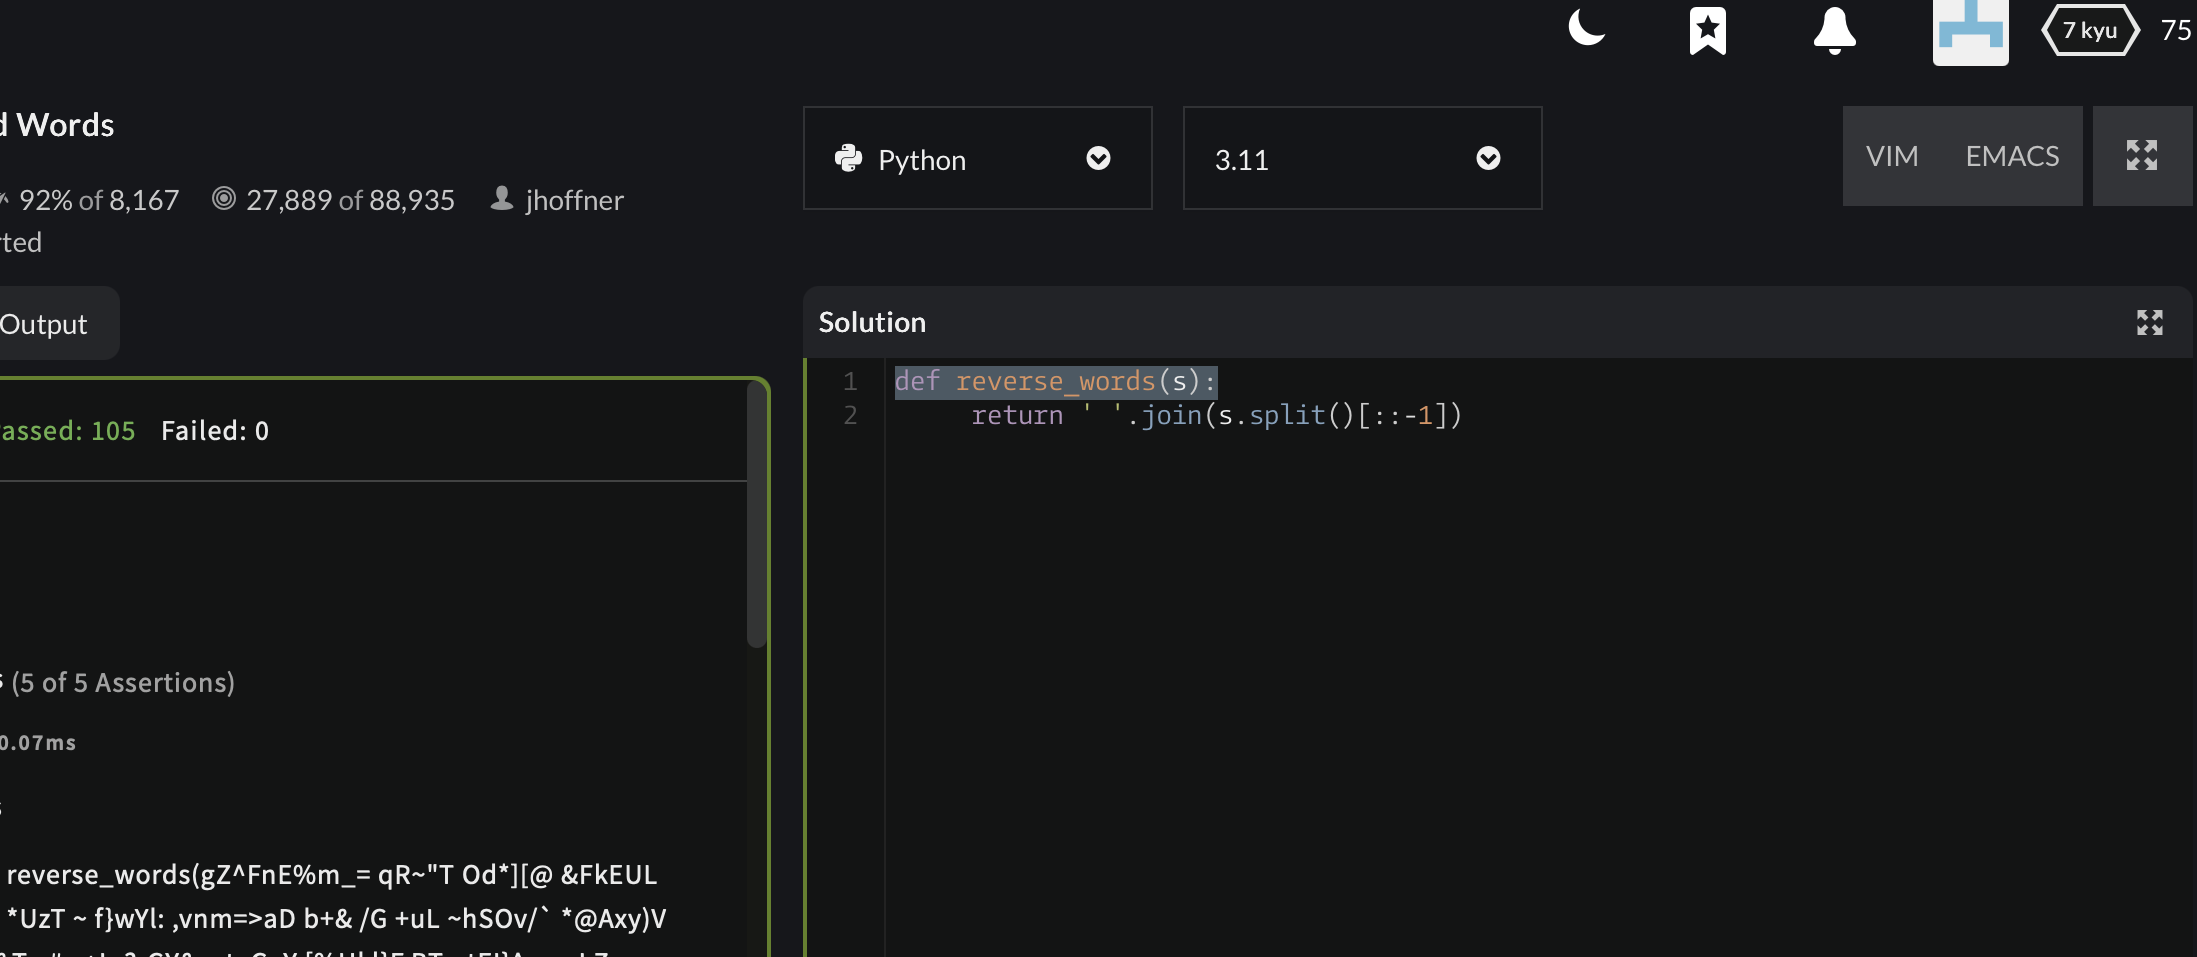 7 kyu 75
Words
Python 3.11 VIM EMACS
92% of 8,167 27,889 of 88,935 jhoffner
Output
Solution
1 def reverse_words(s):
2 return ' '.join(s.split()[::-1])
assed: 105 Failed: 0
(5 of 5 Assertions)
0.07ms
reverse_words(gZ^FnE%m_= qR~"T Od*][@ &FkEUL
*UzT ~ f}wYl: ,vnm=>aD b+& /G +uL ~hSOv/` *@Axy)V